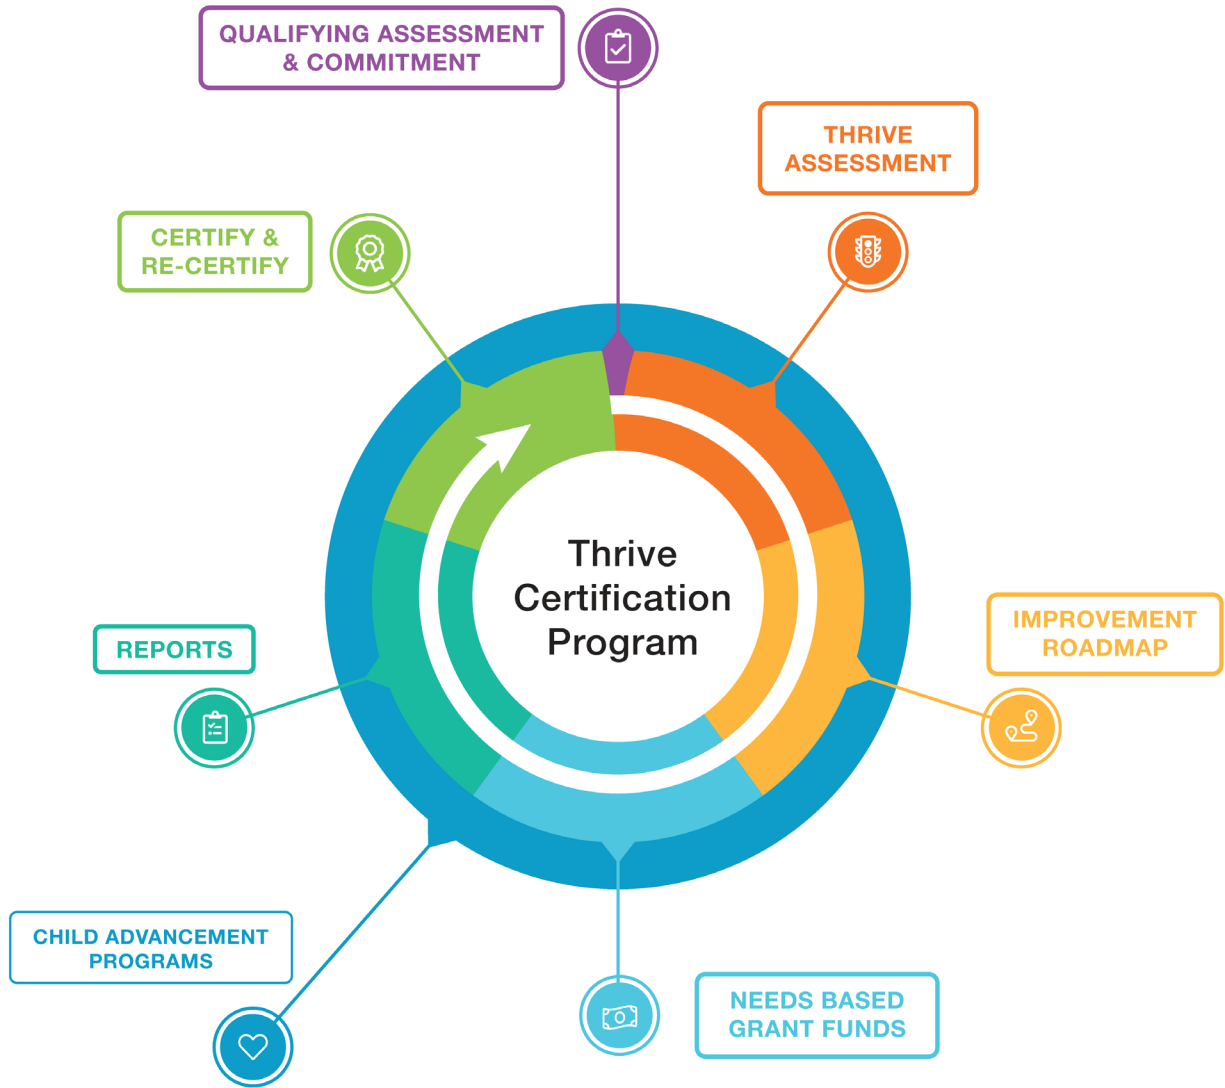 QUALIFYING ASSESSMENT
& COMMITMENT
THRIVE
ASSESSMENT
CERTIFY &
RE-CERTIFY
Thrive
Certification
Program
IMPROVEMENT
ROADMAP
REPORTS
CHILD ADVANCEMENT
PROGRAMS
NEEDS BASED
GRANT FUNDS